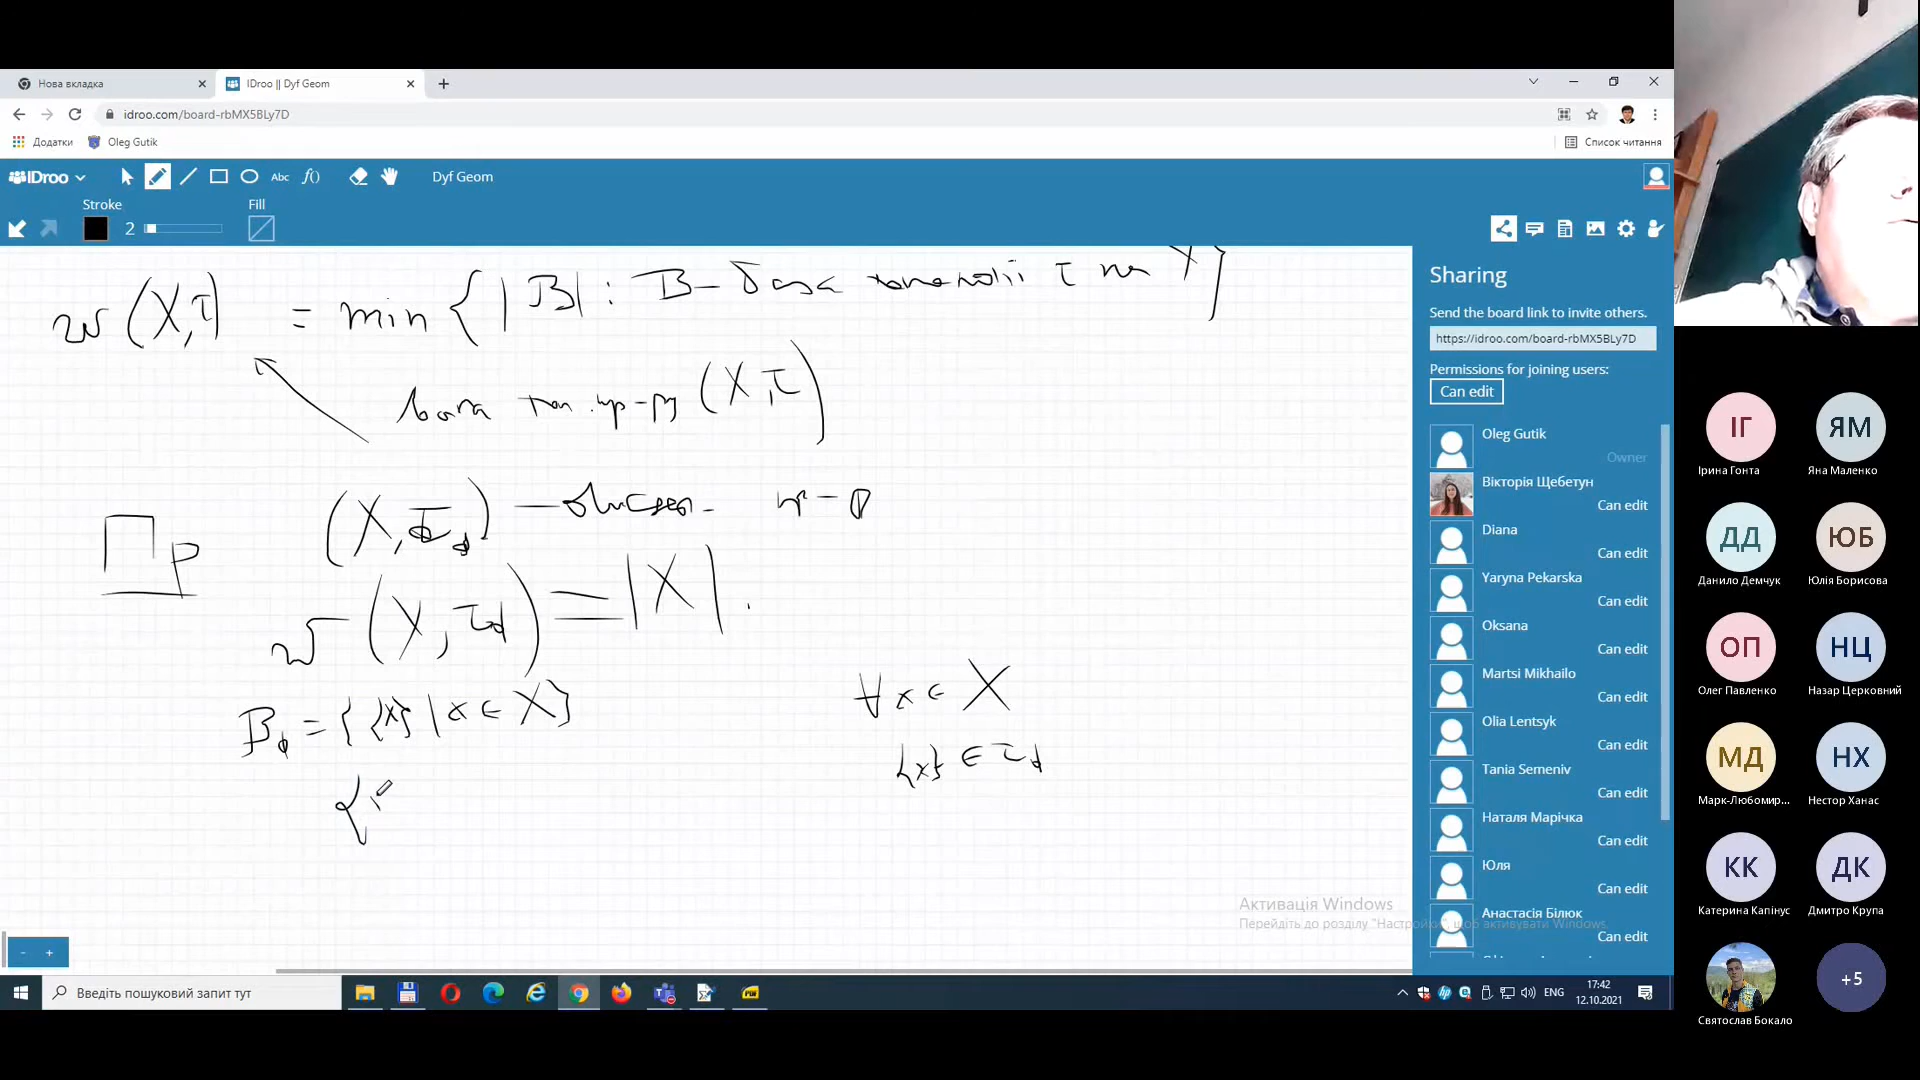 Нова вкладка
IDroo || Dyf Geom
idroo.com/board-rbMX5BLy7D
Додатки
Oleg Gutik
Список читання
IDroo
Abc
f()
Dyf Geom
Stroke
Fill
2
w (X, τ) = min { |B| : B – база топології τ на X }
вага топ. пр-ру (X, τ)
(X, τ_d) – дискрет. пр-р
Пр
w (X, τ_d) = |X|.
∀ x ∈ X
B_d = { {x} | x ∈ X }
{x} ∈ τ_d
{
Sharing
Send the board link to invite others.
https://idroo.com/board-rbMX5BLy7D
Permissions for joining users:
Can edit
Oleg Gutik
Owner
Вікторія Щебетун
Can edit
Diana
Can edit
Yaryna Pekarska
Can edit
Oksana
Can edit
Martsi Mikhailo
Can edit
Olia Lentsyk
Can edit
Tania Semeniv
Can edit
Наталя Марічка
Can edit
Юля
Can edit
Анастасія Білюк
Can edit
Активація Windows
Перейдіть до розділу "Настройки", щоб активувати Windows.
- +
Введіть пошуковий запит тут
ENG
17:42
12.10.2021
ІГ
Ірина Гонта
ЯМ
Яна Маленко
ДД
Данило Демчук
ЮБ
Юлія Борисова
ОП
Олег Павленко
НЦ
Назар Церковний
МД
Марк-Любомир...
НХ
Нестор Ханас
КК
Катерина Капінус
ДК
Дмитро Крупа
Святослав Бокало
+5